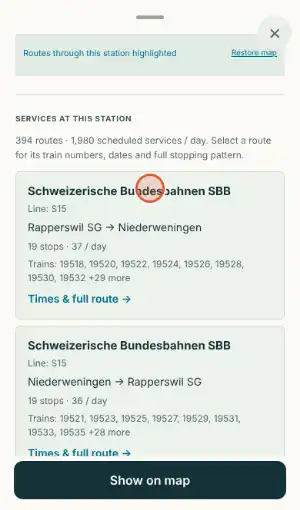 Routes through this station highlighted
Restore map
SERVICES AT THIS STATION
394 routes · 1,980 scheduled services / day. Select a route
for its train numbers, dates and full stopping pattern.
Schweizerische Bundesbahnen SBB
Line: S15
Rapperswil SG → Niederweningen
19 stops · 37 / day
Trains: 19518, 19520, 19522, 19524, 19526, 19528,
19530, 19532 +29 more
Times & full route →
Schweizerische Bundesbahnen SBB
Line: S15
Niederweningen → Rapperswil SG
19 stops · 36 / day
Trains: 19521, 19523, 19525, 19527, 19529, 19531,
19533, 19535 +28 more
Times & full route →
Show on map